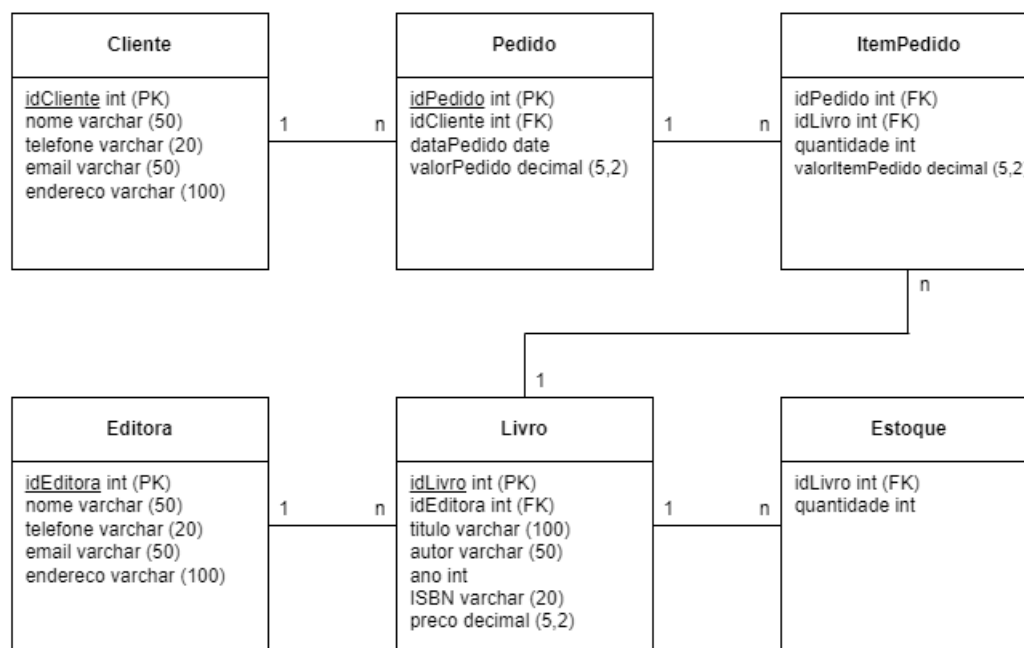 Cliente
idCliente int (PK)
nome varchar (50)
telefone varchar (20)
email varchar (50)
endereco varchar (100)
1 n
Pedido
idPedido int (PK)
idCliente int (FK)
dataPedido date
valorPedido decimal (5,2)
1 n
ItemPedido
idPedido int (FK)
idLivro int (FK)
quantidade int
valorItemPedido decimal (5,2
n
1
Editora
idEditora int (PK)
nome varchar (50)
telefone varchar (20)
email varchar (50)
endereco varchar (100)
1 n
Livro
idLivro int (PK)
idEditora int (FK)
titulo varchar (100)
autor varchar (50)
ano int
ISBN varchar (20)
preco decimal (5,2)
1 n
Estoque
idLivro int (FK)
quantidade int